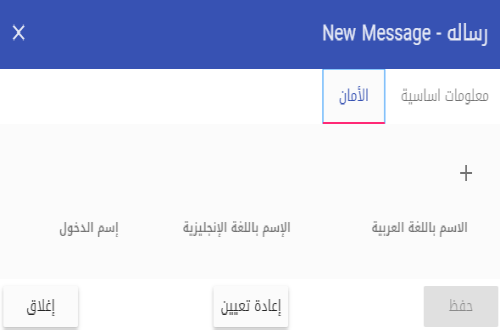 رساله - New Message
معلومات اساسية
الأمان
الاسم باللغة العربية
الإسم باللغة الإنجليزية
إسم الدخول
حفظ
إعادة تعيين
إغلاق